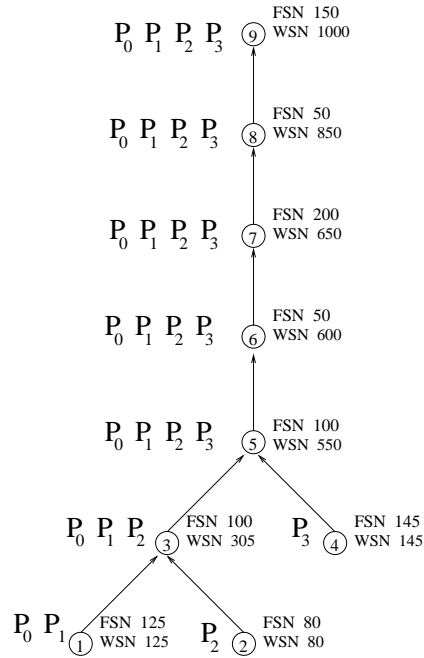 P₀ P₁ P₂ P₃ 9 FSN 150
WSN 1000
P₀ P₁ P₂ P₃ 8 FSN 50
WSN 850
P₀ P₁ P₂ P₃ 7 FSN 200
WSN 650
P₀ P₁ P₂ P₃ 6 FSN 50
WSN 600
P₀ P₁ P₂ P₃ 5 FSN 100
WSN 550
P₀ P₁ P₂ 3 FSN 100
WSN 305
P₃ 4 FSN 145
WSN 145
P₀ P₁ 1 FSN 125
WSN 125
P₂ 2 FSN 80
WSN 80